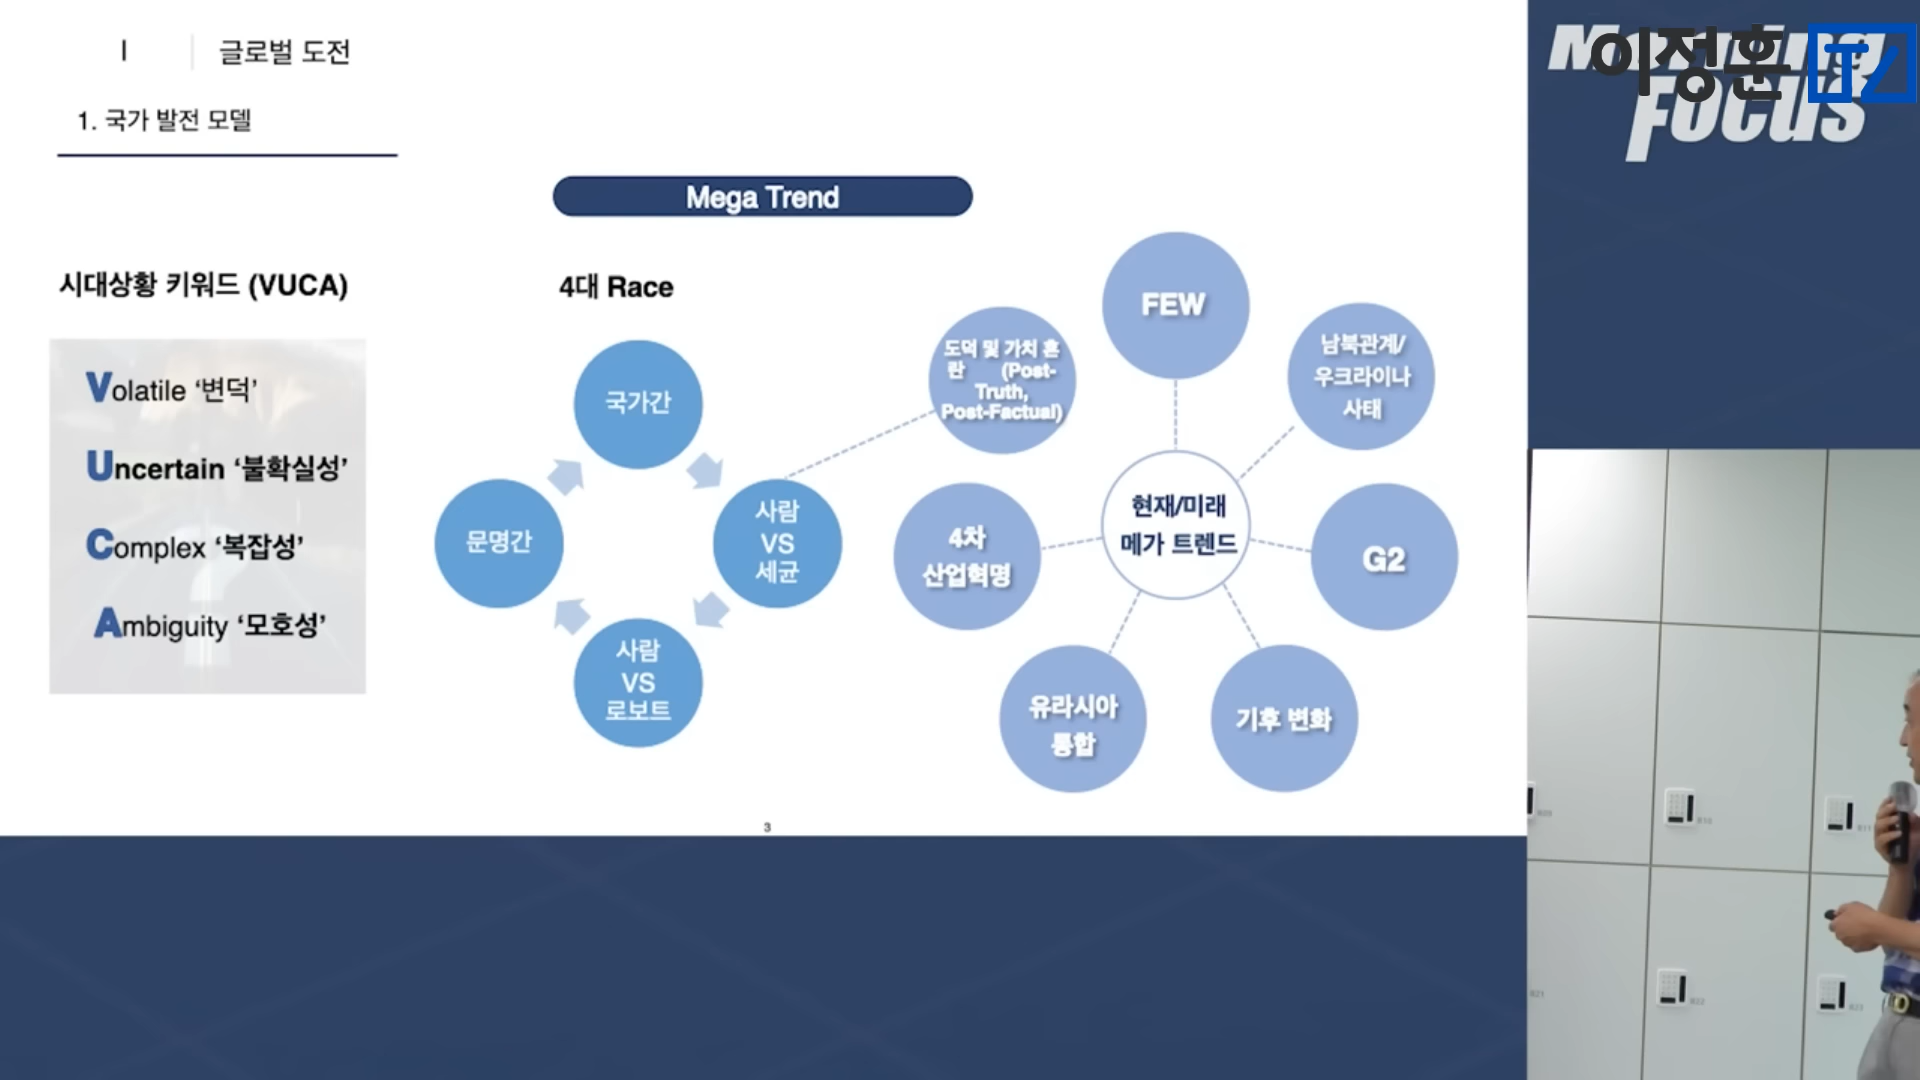 I
글로벌 도전
1. 국가 발전 모델
Mega Trend
시대상황 키워드 (VUCA)
Volatile ‘변덕’
Uncertain ‘불확실성’
Complex ‘복잡성’
Ambiguity ‘모호성’
4대 Race
국가간
사람
VS
세균
사람
VS
로보트
문명간
FEW
도덕 및 가치 혼
란 (Post-
Truth,
Post-Factual)
남북관계/
우크라이나
사태
현재/미래
메가 트렌드
4차
산업혁명
G2
유라시아
통합
기후 변화
3
Morning
Focus
이정훈
TV